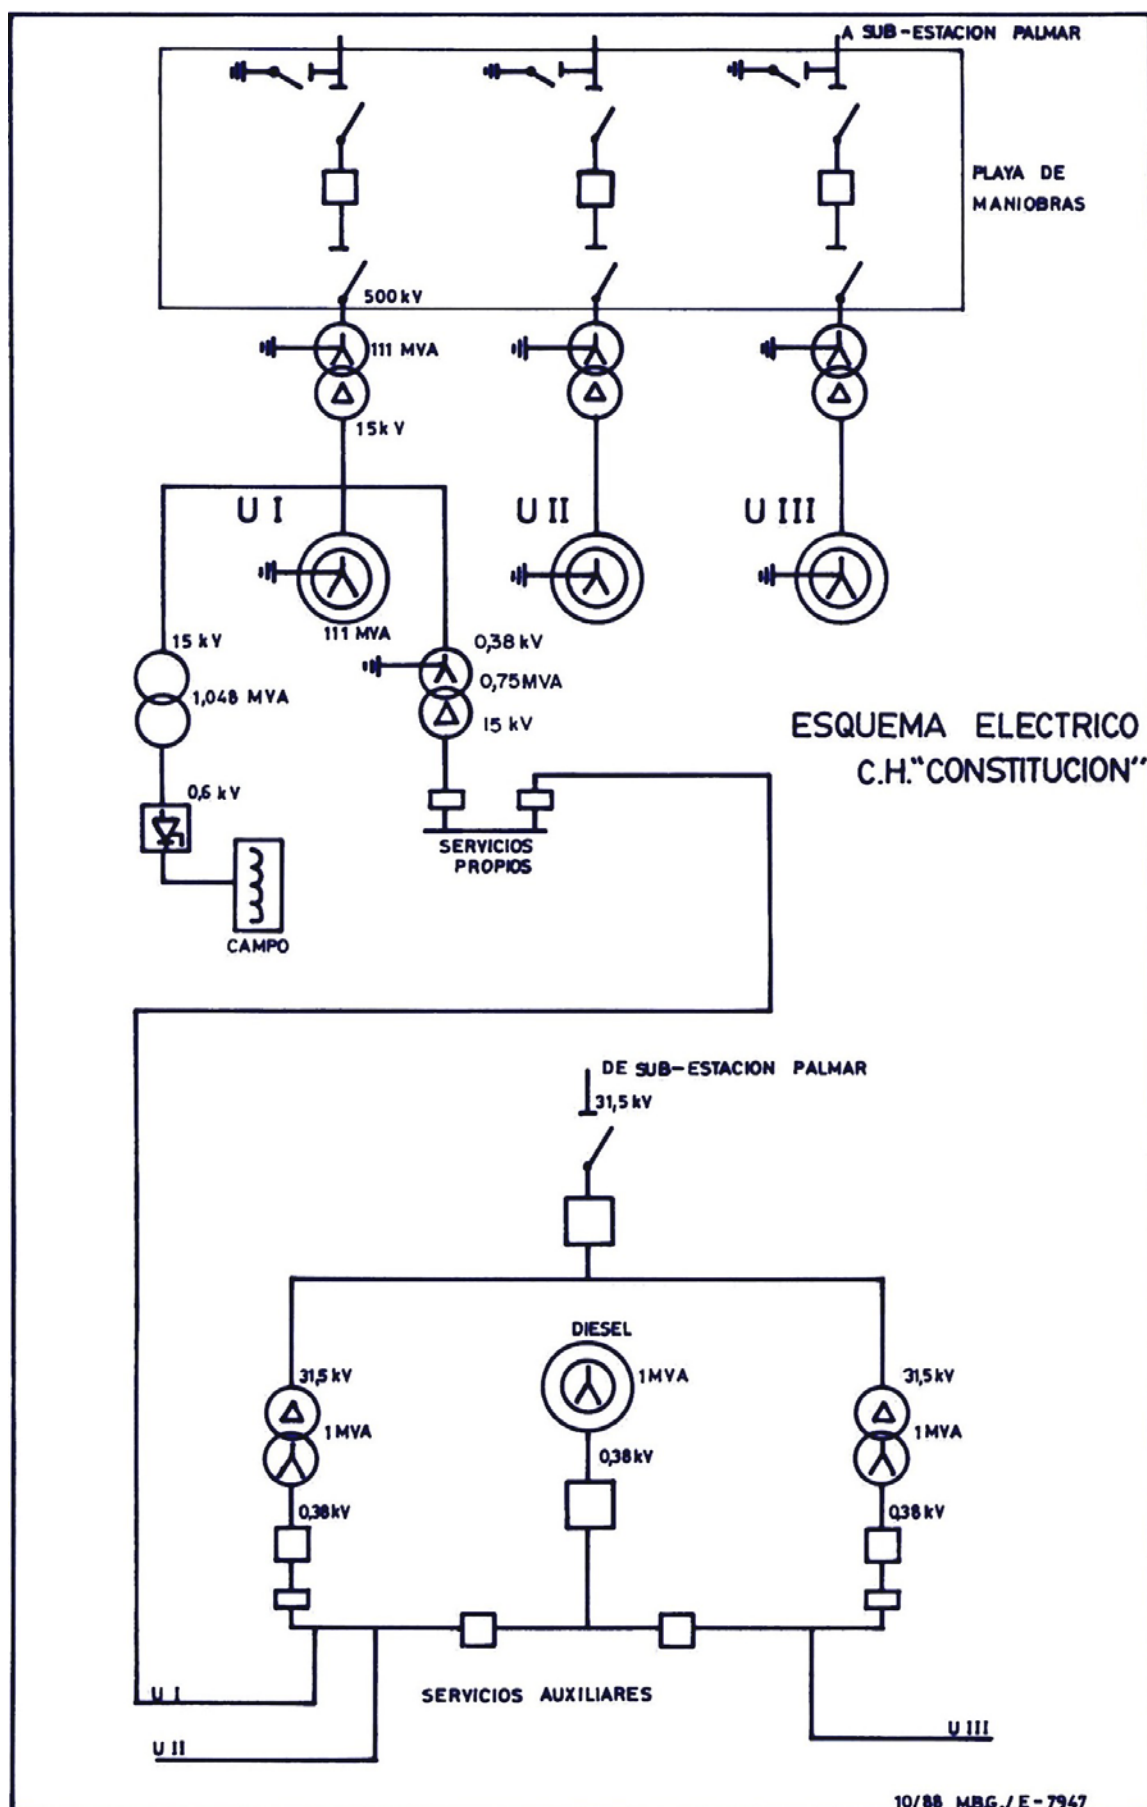 A SUB-ESTACION PALMAR
PLAYA DE
MANIOBRAS
500 kV
111 MVA
15 kV
U I
U II
U III
111 MVA
15 kV
1,048 MVA
0,6 kV
CAMPO
0,38 kV
0,75 MVA
15 kV
SERVICIOS
PROPIOS
ESQUEMA ELECTRICO
C.H."CONSTITUCION"
DE SUB-ESTACION PALMAR
31,5 kV
DIESEL
1 MVA
0,38 kV
31,5 kV
1 MVA
0,38 kV
31,5 kV
1 MVA
0,38 kV
U I
SERVICIOS AUXILIARES
U II
U III
10/88 M.B.G./E-7947